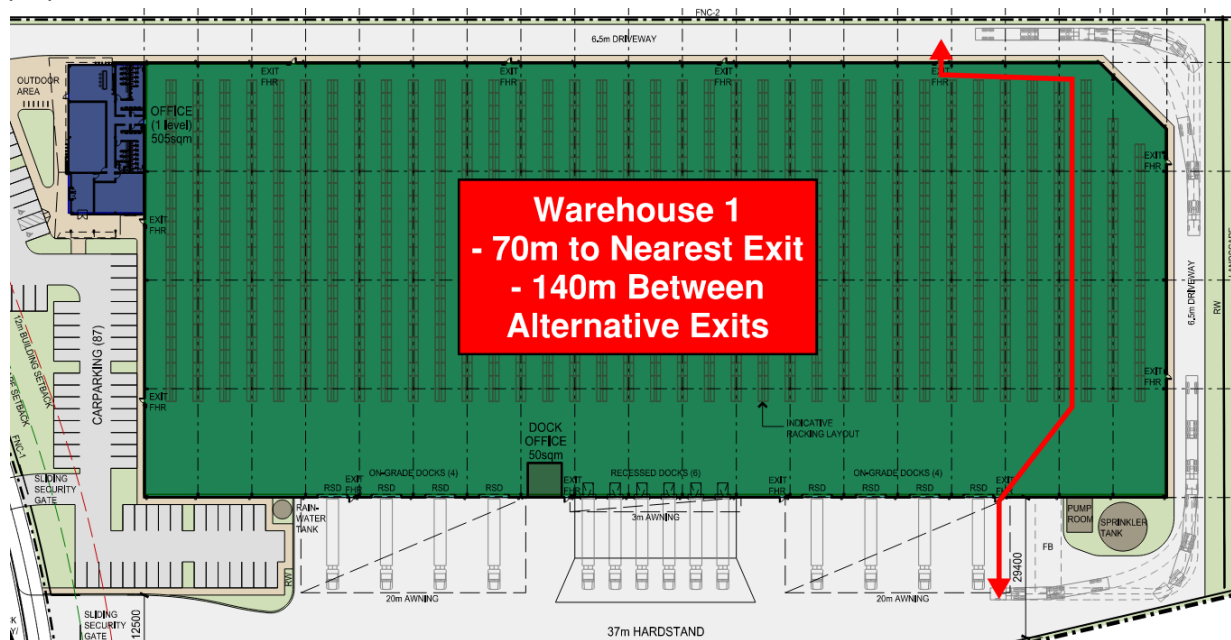 FNC-2
6.5m DRIVEWAY
OUTDOOR
AREA
EXIT
FHR
EXIT
FHR
EXIT
FHR
EXIT
FHR
OFFICE
(1 level)
505sqm
EXIT
FHR
EXIT
FHR
Warehouse 1
- 70m to Nearest Exit
- 140m Between
Alternative Exits
12m BUILDING SETBACK
CARPARKING (87)
6.5m DRIVEWAY
LANDSCAPE
RW
SETBACK
FNC-1
EXIT
FHR
EXIT
FHR
INDICATIVE
RACKING LAYOUT
DOCK
OFFICE
50sqm
ON-GRADE DOCKS (4)
RECESSED DOCKS (6)
ON-GRADE DOCKS (4)
SLIDING
SECURITY
GATE
RSD
EXIT
FHR
RSD
RSD
RSD
EXIT
FHR
EXIT
FHR
RSD
RSD
RSD
RSD
EXIT
FHR
RAIN-
WATER
TANK
3m AWNING
PUMP
ROOM
SPRINKLER
TANK
FB
29400
RW
20m AWNING
20m AWNING
SLIDING
SECURITY
GATE
12500
37m HARDSTAND